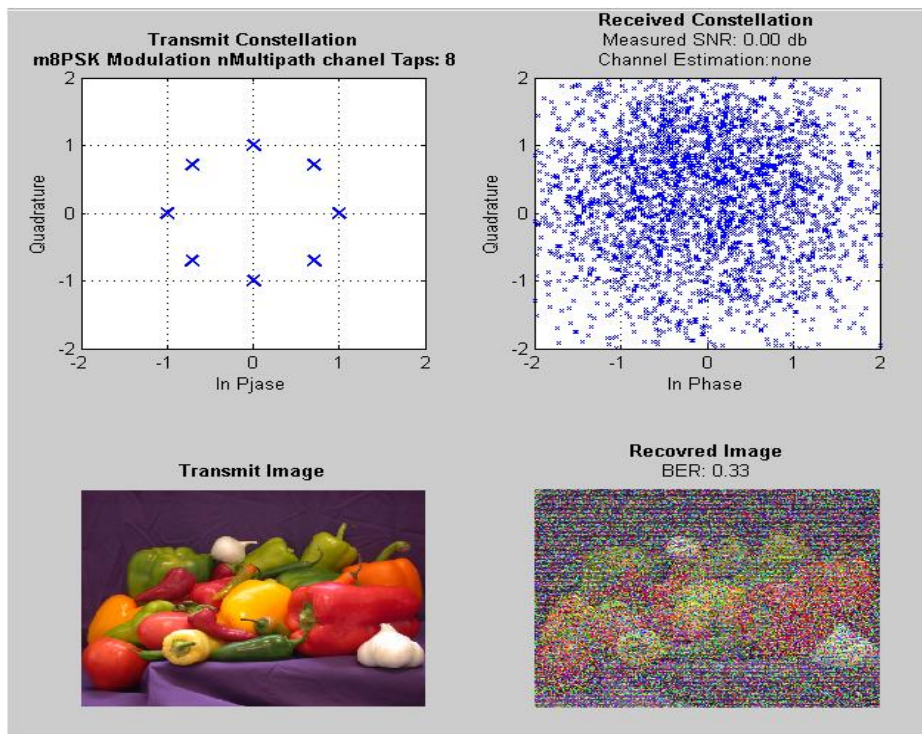 Transmit Constellation
m8PSK Modulation nMultipath chanel Taps: 8
2
1
0
-1
-2
-2
-1
0
1
2
Quadrature
In Pjase
Received Constellation
Measured SNR: 0.00 db
Channel Estimation:none
2
1
0
-1
-2
-2
-1
0
1
2
Quadrature
In Phase
Transmit Image
Recovred Image
BER: 0.33